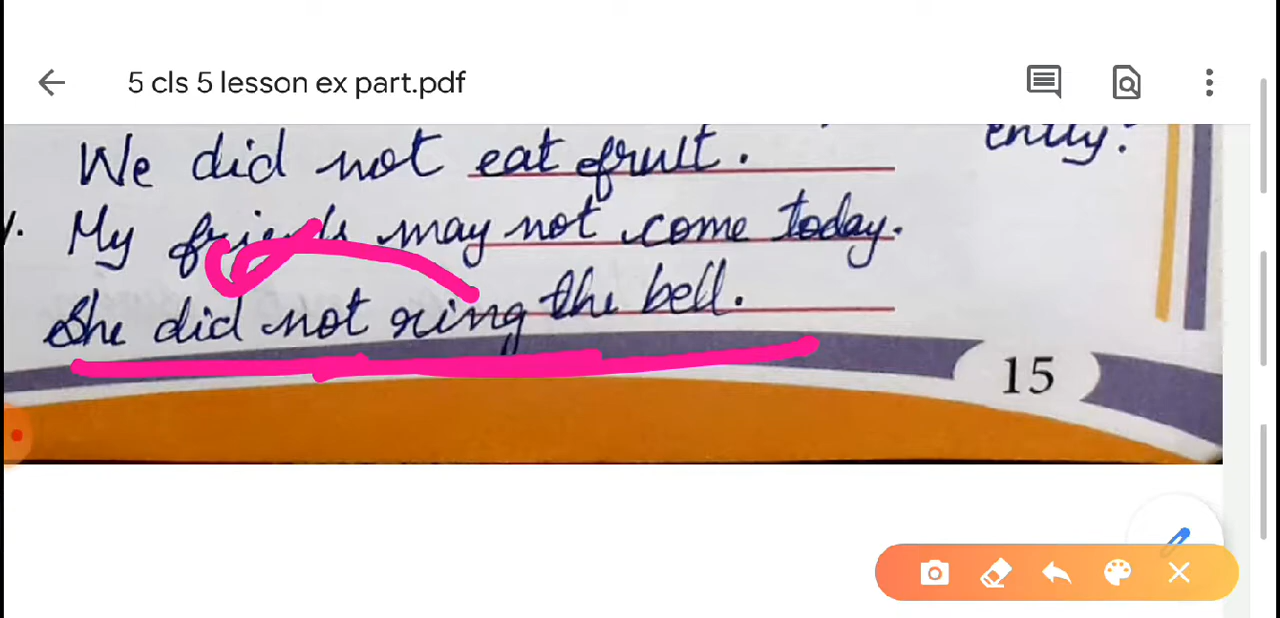 5 cls 5 lesson ex part.pdf
We did not eat fruit.
My friends may not come today.
She did not ring the bell.
15